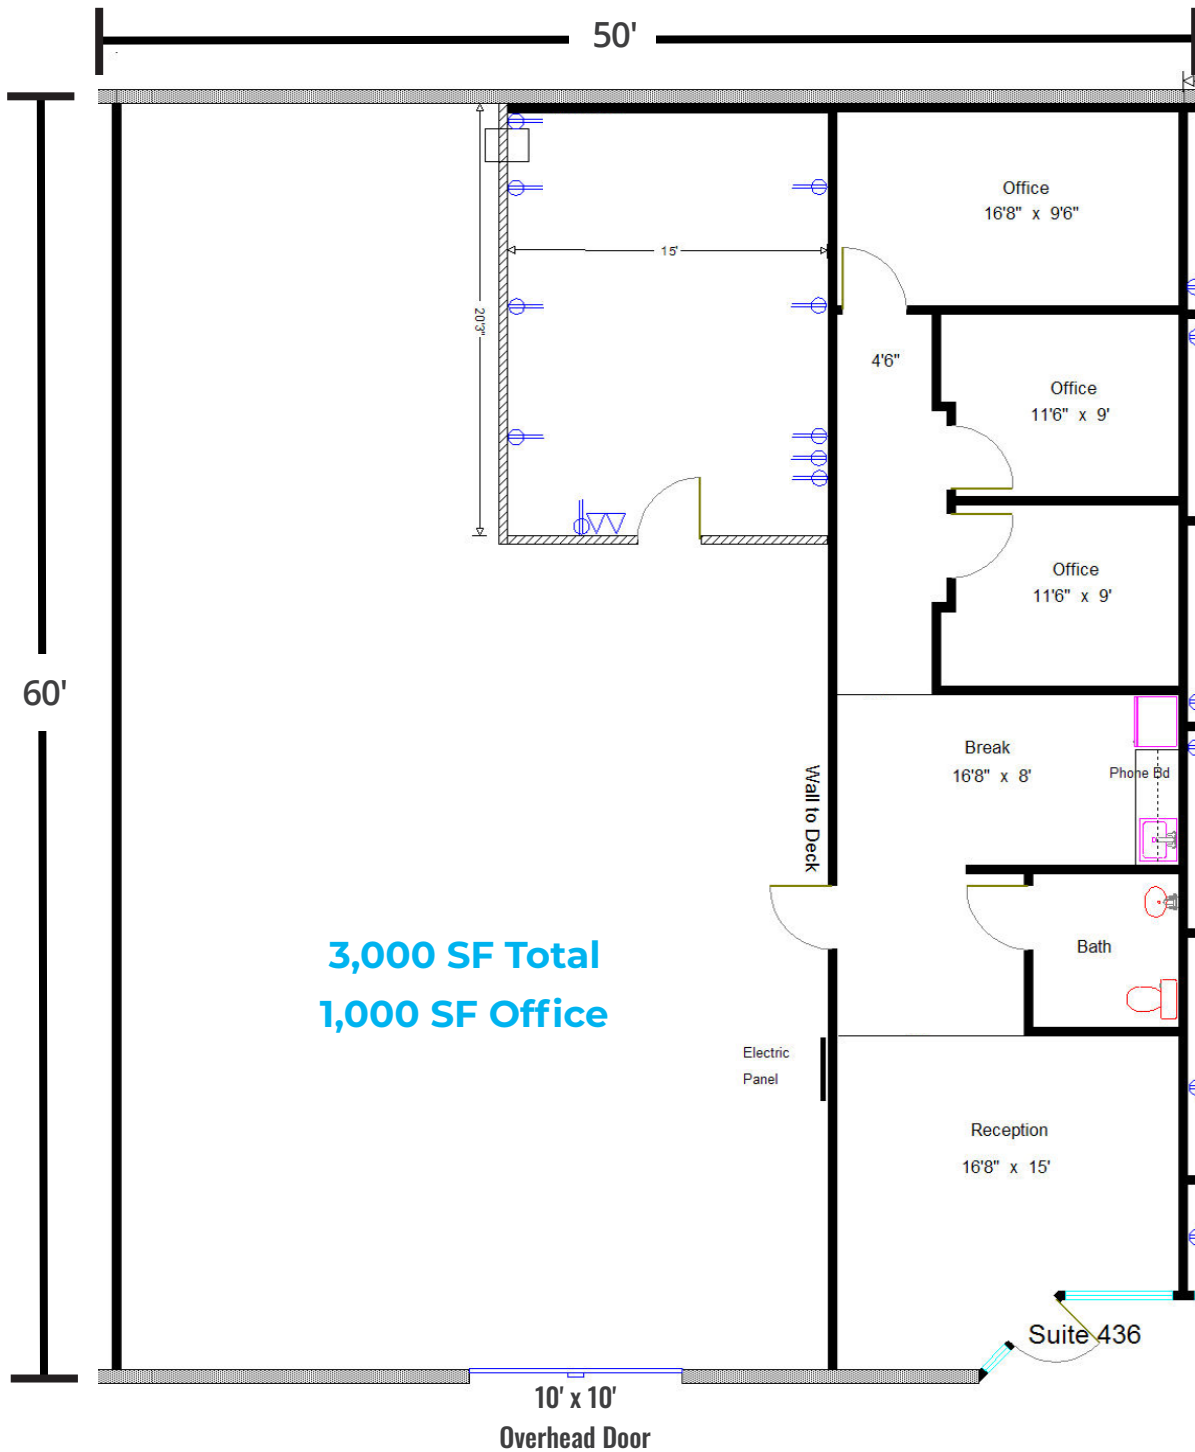 50'
Office
16'8" x 9'6"
15'
20'3"
4'6"
Office
11'6" x 9'
Office
11'6" x 9'
60'
Break
16'8" x 8'
Phone Bd
Wall to Deck
3,000 SF Total
1,000 SF Office
Bath
Electric
Panel
Reception
16'8" x 15'
Suite 436
10' x 10'
Overhead Door